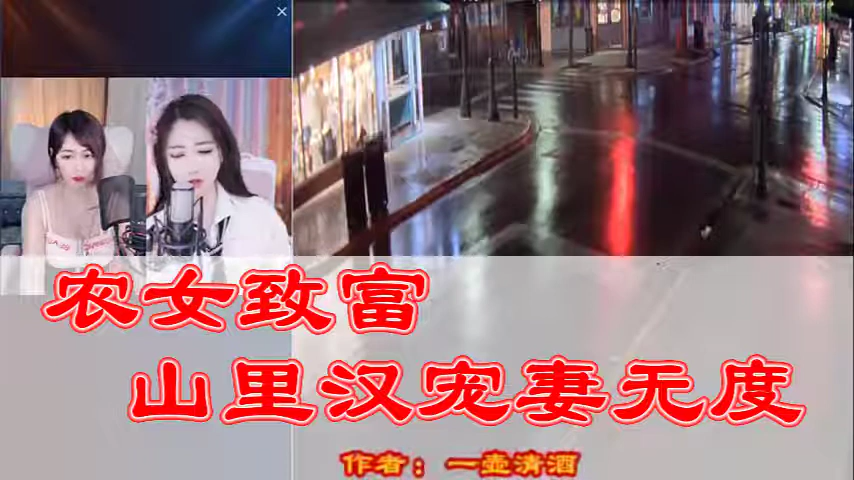 农女致富
山里汉宠妻无度
作者：一壶清酒